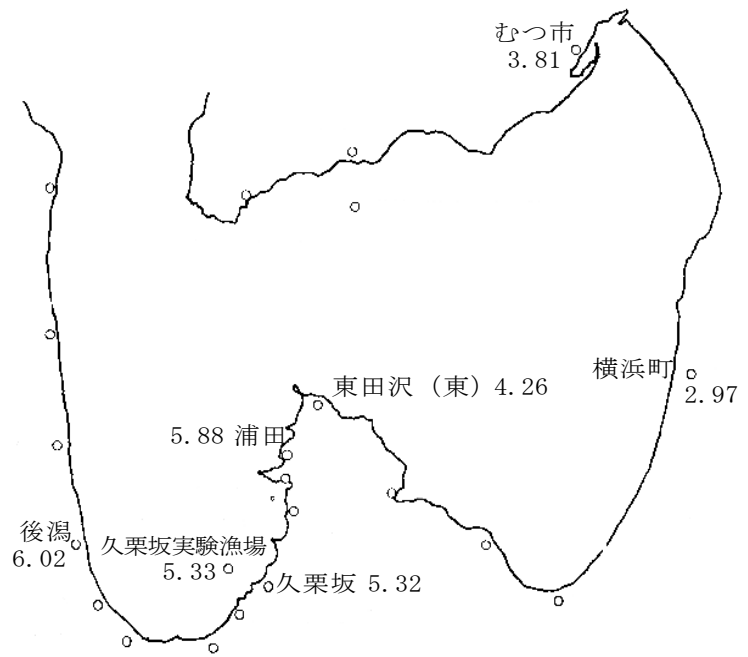 むつ市
3.81
横浜町
2.97
東田沢（東）4.26
5.88 浦田
後潟
6.02
久栗坂実験漁場
5.33
久栗坂 5.32